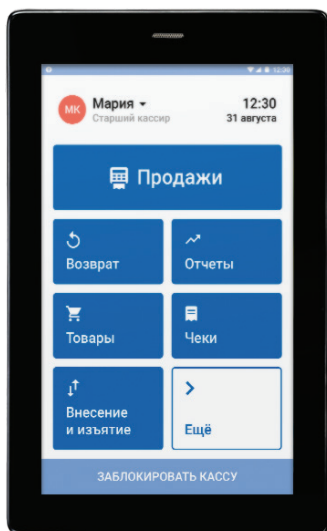 12:30
МК
Мария
12:30
Старший кассир
31 августа
Продажи
Возврат
Отчеты
Товары
Чеки
Внесение
и изъятие
Ещё
ЗАБЛОКИРОВАТЬ КАССУ